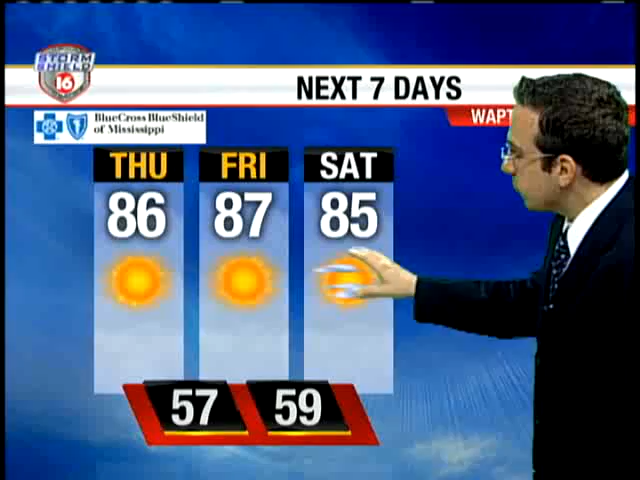 STORM
SHIELD
16
NEXT 7 DAYS
WAPT
BlueCross BlueShield
of Mississippi
THU FRI SAT
86 87 85
57 59